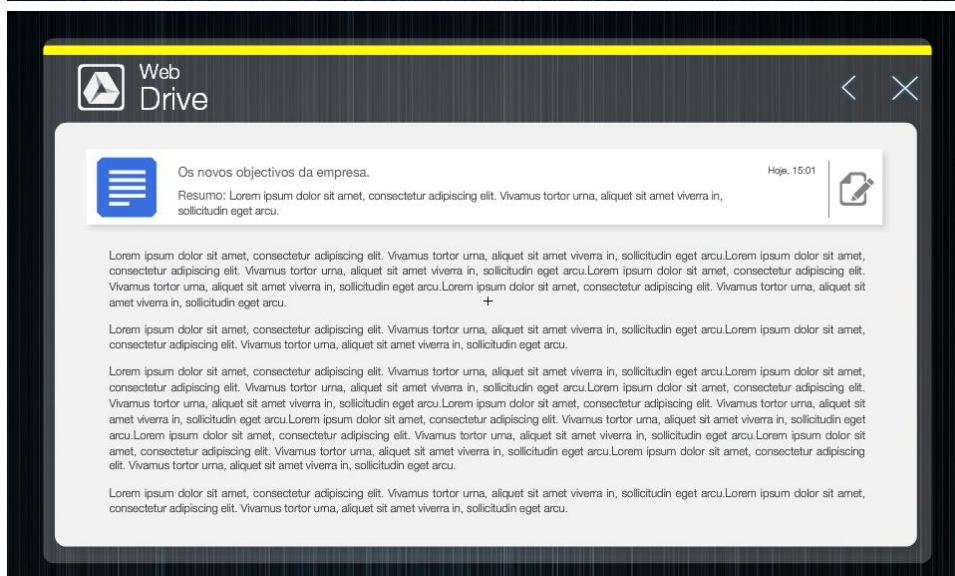 Web
Drive
Os novos objectivos da empresa.
Hoje, 15:01
Resumo: Lorem ipsum dolor sit amet, consectetur adipiscing elit. Vivamus tortor urna, aliquet sit amet viverra in,
sollicitudin eget arcu.
Lorem ipsum dolor sit amet, consectetur adipiscing elit. Vivamus tortor urna, aliquet sit amet viverra in, sollicitudin eget arcu.Lorem ipsum dolor sit amet,
consectetur adipiscing elit. Vivamus tortor urna, aliquet sit amet viverra in, sollicitudin eget arcu.Lorem ipsum dolor sit amet, consectetur adipiscing elit.
Vivamus tortor urna, aliquet sit amet viverra in, sollicitudin eget arcu.Lorem ipsum dolor sit amet, consectetur adipiscing elit. Vivamus tortor urna, aliquet sit
amet viverra in, sollicitudin eget arcu.
Lorem ipsum dolor sit amet, consectetur adipiscing elit. Vivamus tortor urna, aliquet sit amet viverra in, sollicitudin eget arcu.Lorem ipsum dolor sit amet,
consectetur adipiscing elit. Vivamus tortor urna, aliquet sit amet viverra in, sollicitudin eget arcu.
Lorem ipsum dolor sit amet, consectetur adipiscing elit. Vivamus tortor urna, aliquet sit amet viverra in, sollicitudin eget arcu.Lorem ipsum dolor sit amet,
consectetur adipiscing elit. Vivamus tortor urna, aliquet sit amet viverra in, sollicitudin eget arcu.Lorem ipsum dolor sit amet, consectetur adipiscing elit.
Vivamus tortor urna, aliquet sit amet viverra in, sollicitudin eget arcu.Lorem ipsum dolor sit amet, consectetur adipiscing elit. Vivamus tortor urna, aliquet sit
amet viverra in, sollicitudin eget arcu.Lorem ipsum dolor sit amet, consectetur adipiscing elit. Vivamus tortor urna, aliquet sit amet viverra in, sollicitudin eget
arcu.Lorem ipsum dolor sit amet, consectetur adipiscing elit. Vivamus tortor urna, aliquet sit amet viverra in, sollicitudin eget arcu.Lorem ipsum dolor sit
amet, consectetur adipiscing elit. Vivamus tortor urna, aliquet sit amet viverra in, sollicitudin eget arcu.Lorem ipsum dolor sit amet, consectetur adipiscing
elit. Vivamus tortor urna, aliquet sit amet viverra in, sollicitudin eget arcu.
Lorem ipsum dolor sit amet, consectetur adipiscing elit. Vivamus tortor urna, aliquet sit amet viverra in, sollicitudin eget arcu.Lorem ipsum dolor sit amet,
consectetur adipiscing elit. Vivamus tortor urna, aliquet sit amet viverra in, sollicitudin eget arcu.